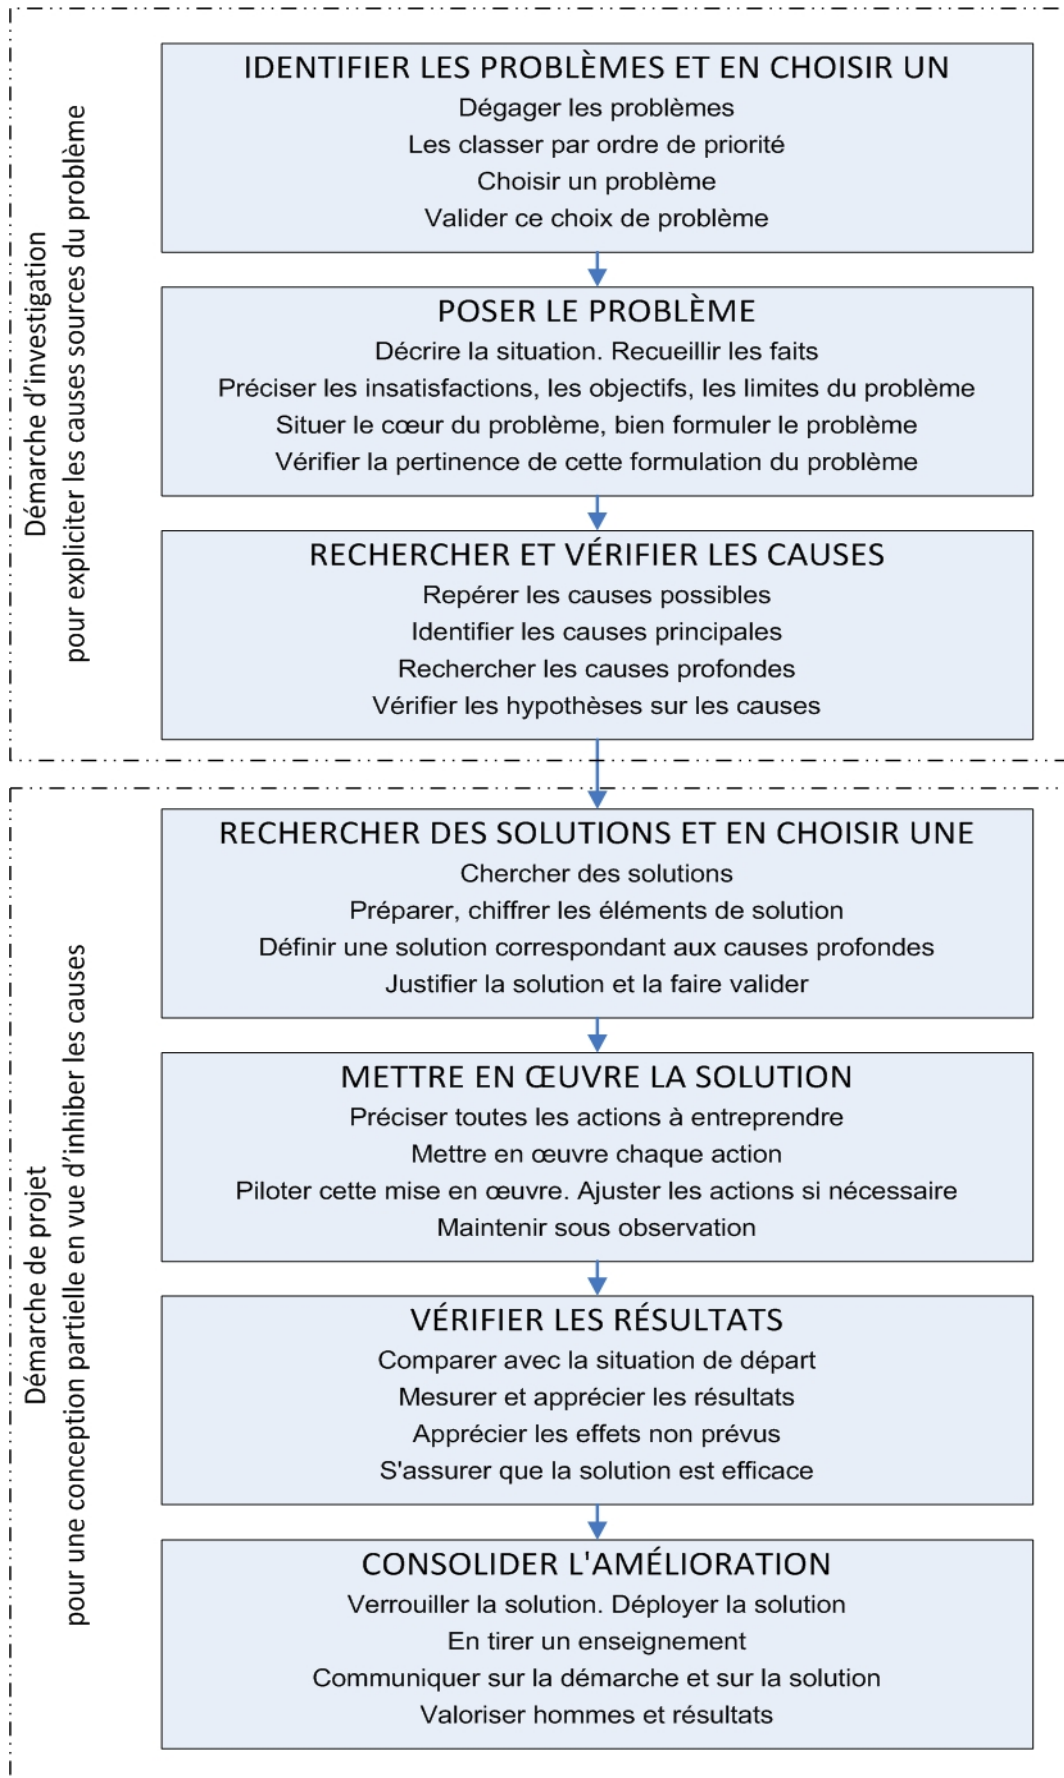 Démarche d'investigation
pour expliciter les causes sources du problème
IDENTIFIER LES PROBLÈMES ET EN CHOISIR UN
Dégager les problèmes
Les classer par ordre de priorité
Choisir un problème
Valider ce choix de problème
POSER LE PROBLÈME
Décrire la situation. Recueillir les faits
Préciser les insatisfactions, les objectifs, les limites du problème
Situer le cœur du problème, bien formuler le problème
Vérifier la pertinence de cette formulation du problème
RECHERCHER ET VÉRIFIER LES CAUSES
Repérer les causes possibles
Identifier les causes principales
Rechercher les causes profondes
Vérifier les hypothèses sur les causes
Démarche de projet
pour une conception partielle en vue d'inhiber les causes
RECHERCHER DES SOLUTIONS ET EN CHOISIR UNE
Chercher des solutions
Préparer, chiffrer les éléments de solution
Définir une solution correspondant aux causes profondes
Justifier la solution et la faire valider
METTRE EN ŒUVRE LA SOLUTION
Préciser toutes les actions à entreprendre
Mettre en œuvre chaque action
Piloter cette mise en œuvre. Ajuster les actions si nécessaire
Maintenir sous observation
VÉRIFIER LES RÉSULTATS
Comparer avec la situation de départ
Mesurer et apprécier les résultats
Apprécier les effets non prévus
S'assurer que la solution est efficace
CONSOLIDER L'AMÉLIORATION
Verrouiller la solution. Déployer la solution
En tirer un enseignement
Communiquer sur la démarche et sur la solution
Valoriser hommes et résultats